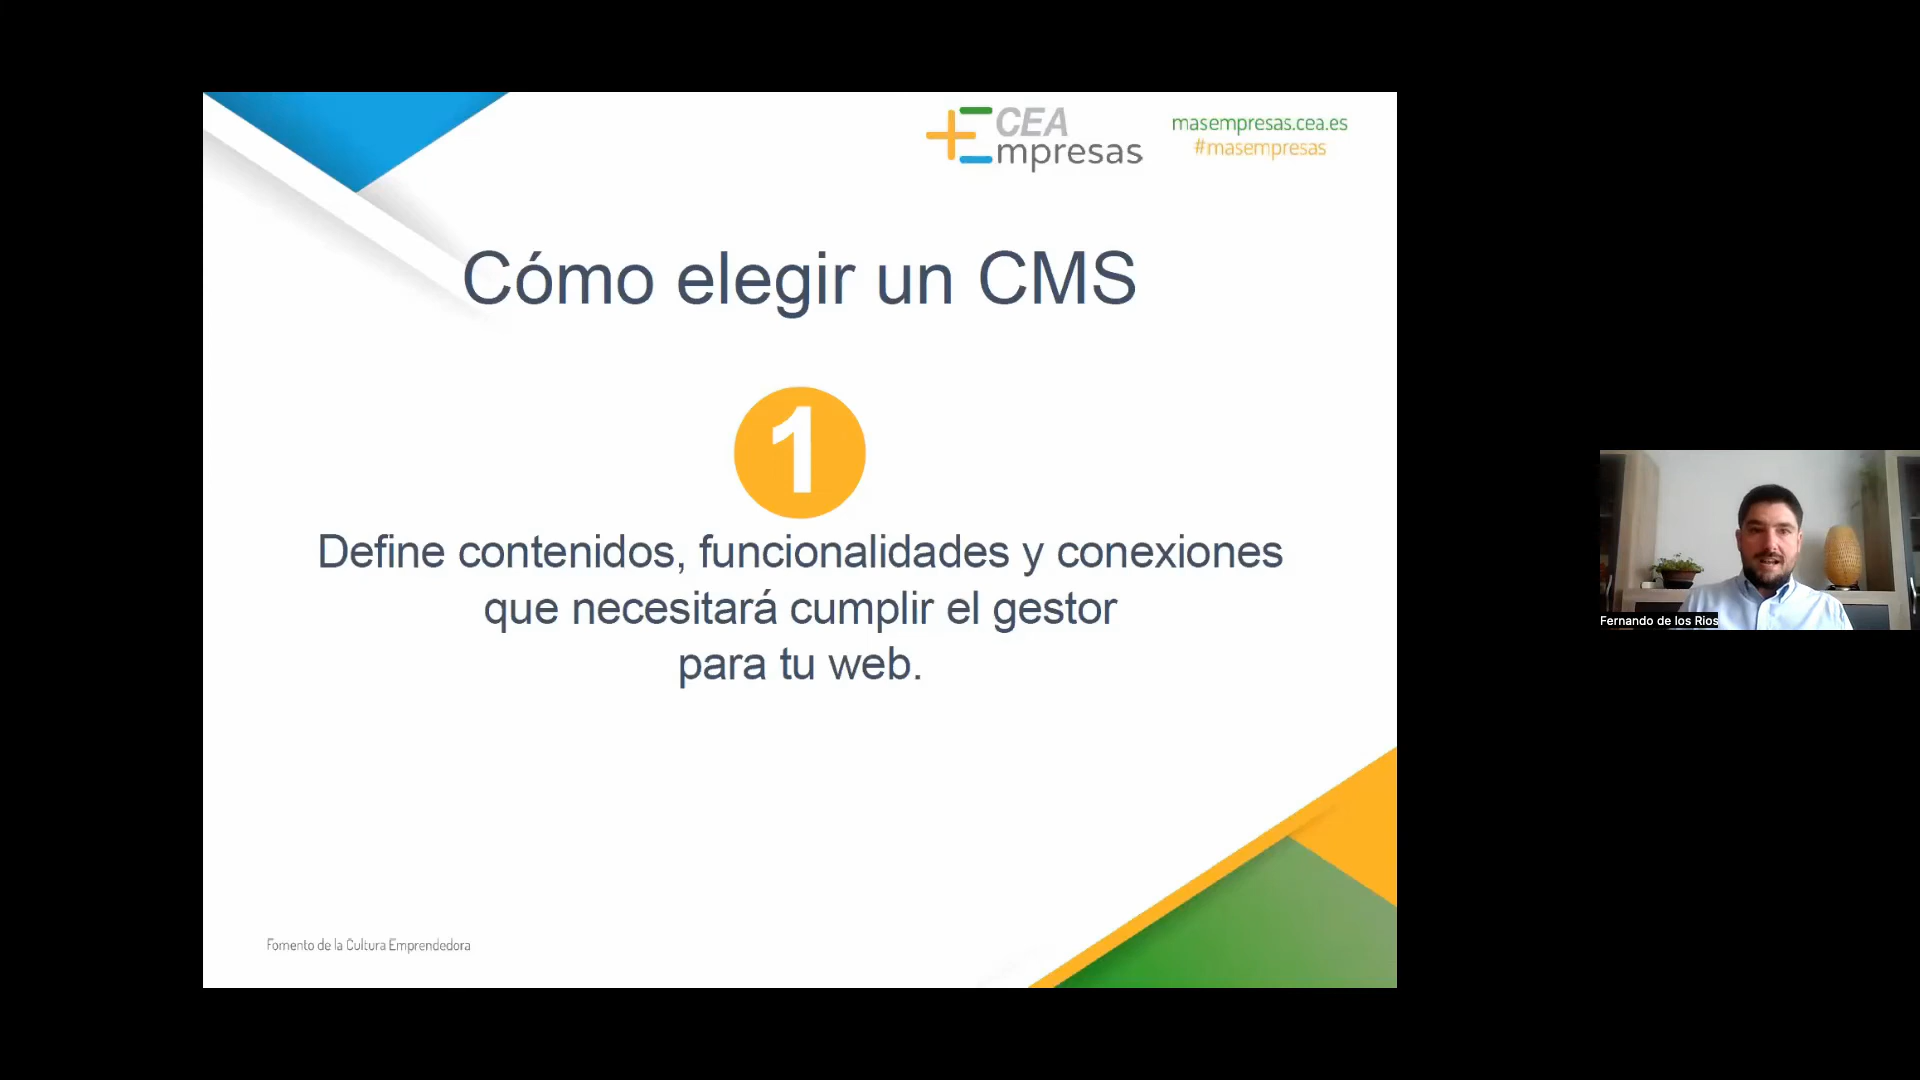 CEA
Empresas
masempresas.cea.es
#masempresas
Cómo elegir un CMS
1
Define contenidos, funcionalidades y conexiones
que necesitará cumplir el gestor
para tu web.
Fernando de los Rios
Fomento de la Cultura Emprendedora